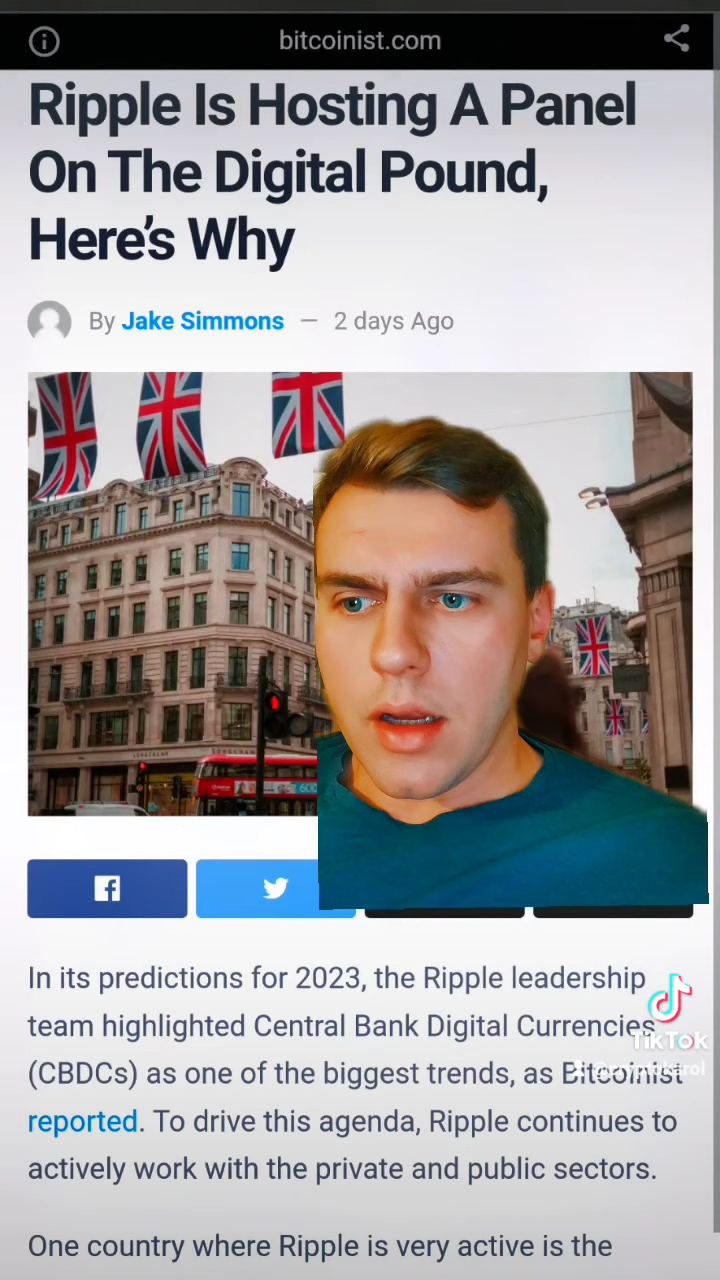 bitcoinist.com
Ripple Is Hosting A Panel
On The Digital Pound,
Here's Why
By Jake Simmons — 2 days Ago
LONGCHAMP
In its predictions for 2023, the Ripple leadership
team highlighted Central Bank Digital Currencies
(CBDCs) as one of the biggest trends, as Bitcoinist
reported. To drive this agenda, Ripple continues to
actively work with the private and public sectors.
One country where Ripple is very active is the
TikTok
@cryptokarol